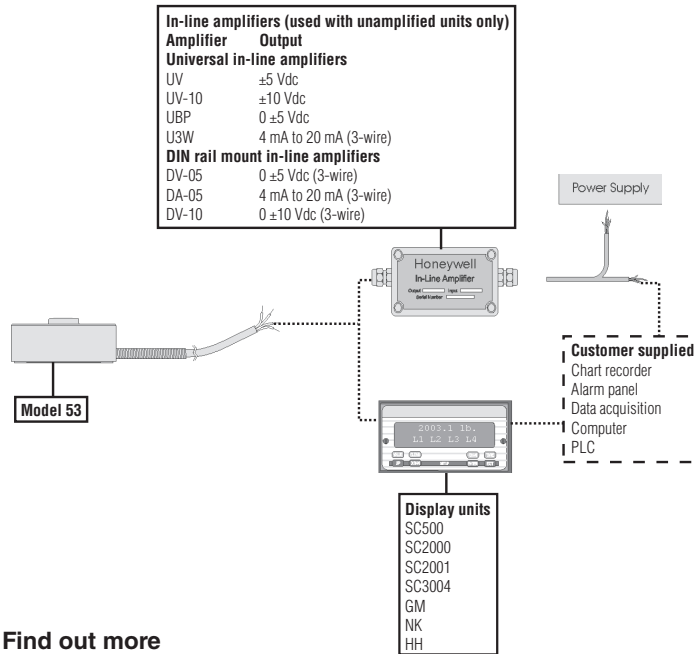 In-line amplifiers (used with unamplified units only)
Amplifier Output
Universal in-line amplifiers
UV ±5 Vdc
UV-10 ±10 Vdc
UBP 0 ±5 Vdc
U3W 4 mA to 20 mA (3-wire)
DIN rail mount in-line amplifiers
DV-05 0 ±5 Vdc (3-wire)
DA-05 4 mA to 20 mA (3-wire)
DV-10 0 ±10 Vdc (3-wire)
Power Supply
Honeywell
In-Line Amplifier
Output Input
Serial Number
Model 53
Customer supplied
Chart recorder
Alarm panel
Data acquisition
Computer
PLC
2003.1 lb.
L1 L2 L3 L4
Display units
SC500
SC2000
SC2001
SC3004
GM
NK
HH
Find out more